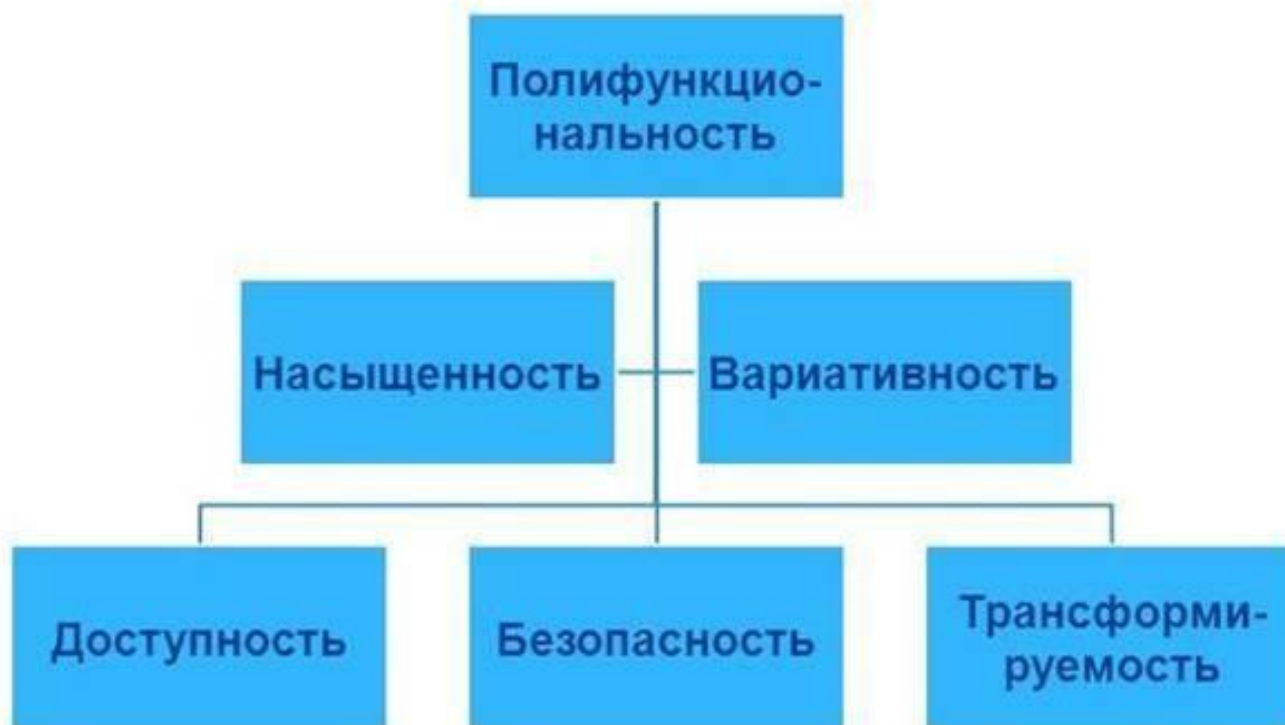 Полифункцио-
нальность
Насыщенность
Вариативность
Доступность
Безопасность
Трансформи-
руемость